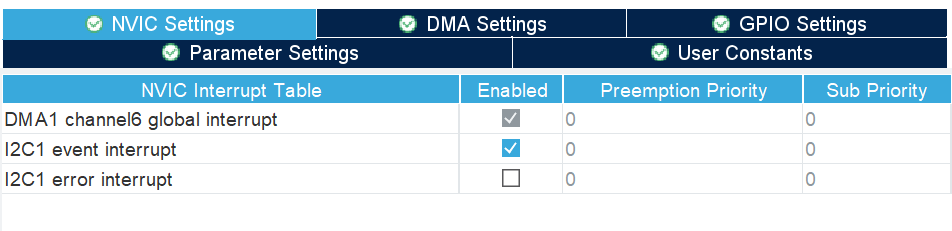 NVIC Settings DMA Settings GPIO Settings
Parameter Settings User Constants
NVIC Interrupt Table Enabled Preemption Priority Sub Priority
DMA1 channel6 global interrupt 0 0
I2C1 event interrupt 0 0
I2C1 error interrupt 0 0